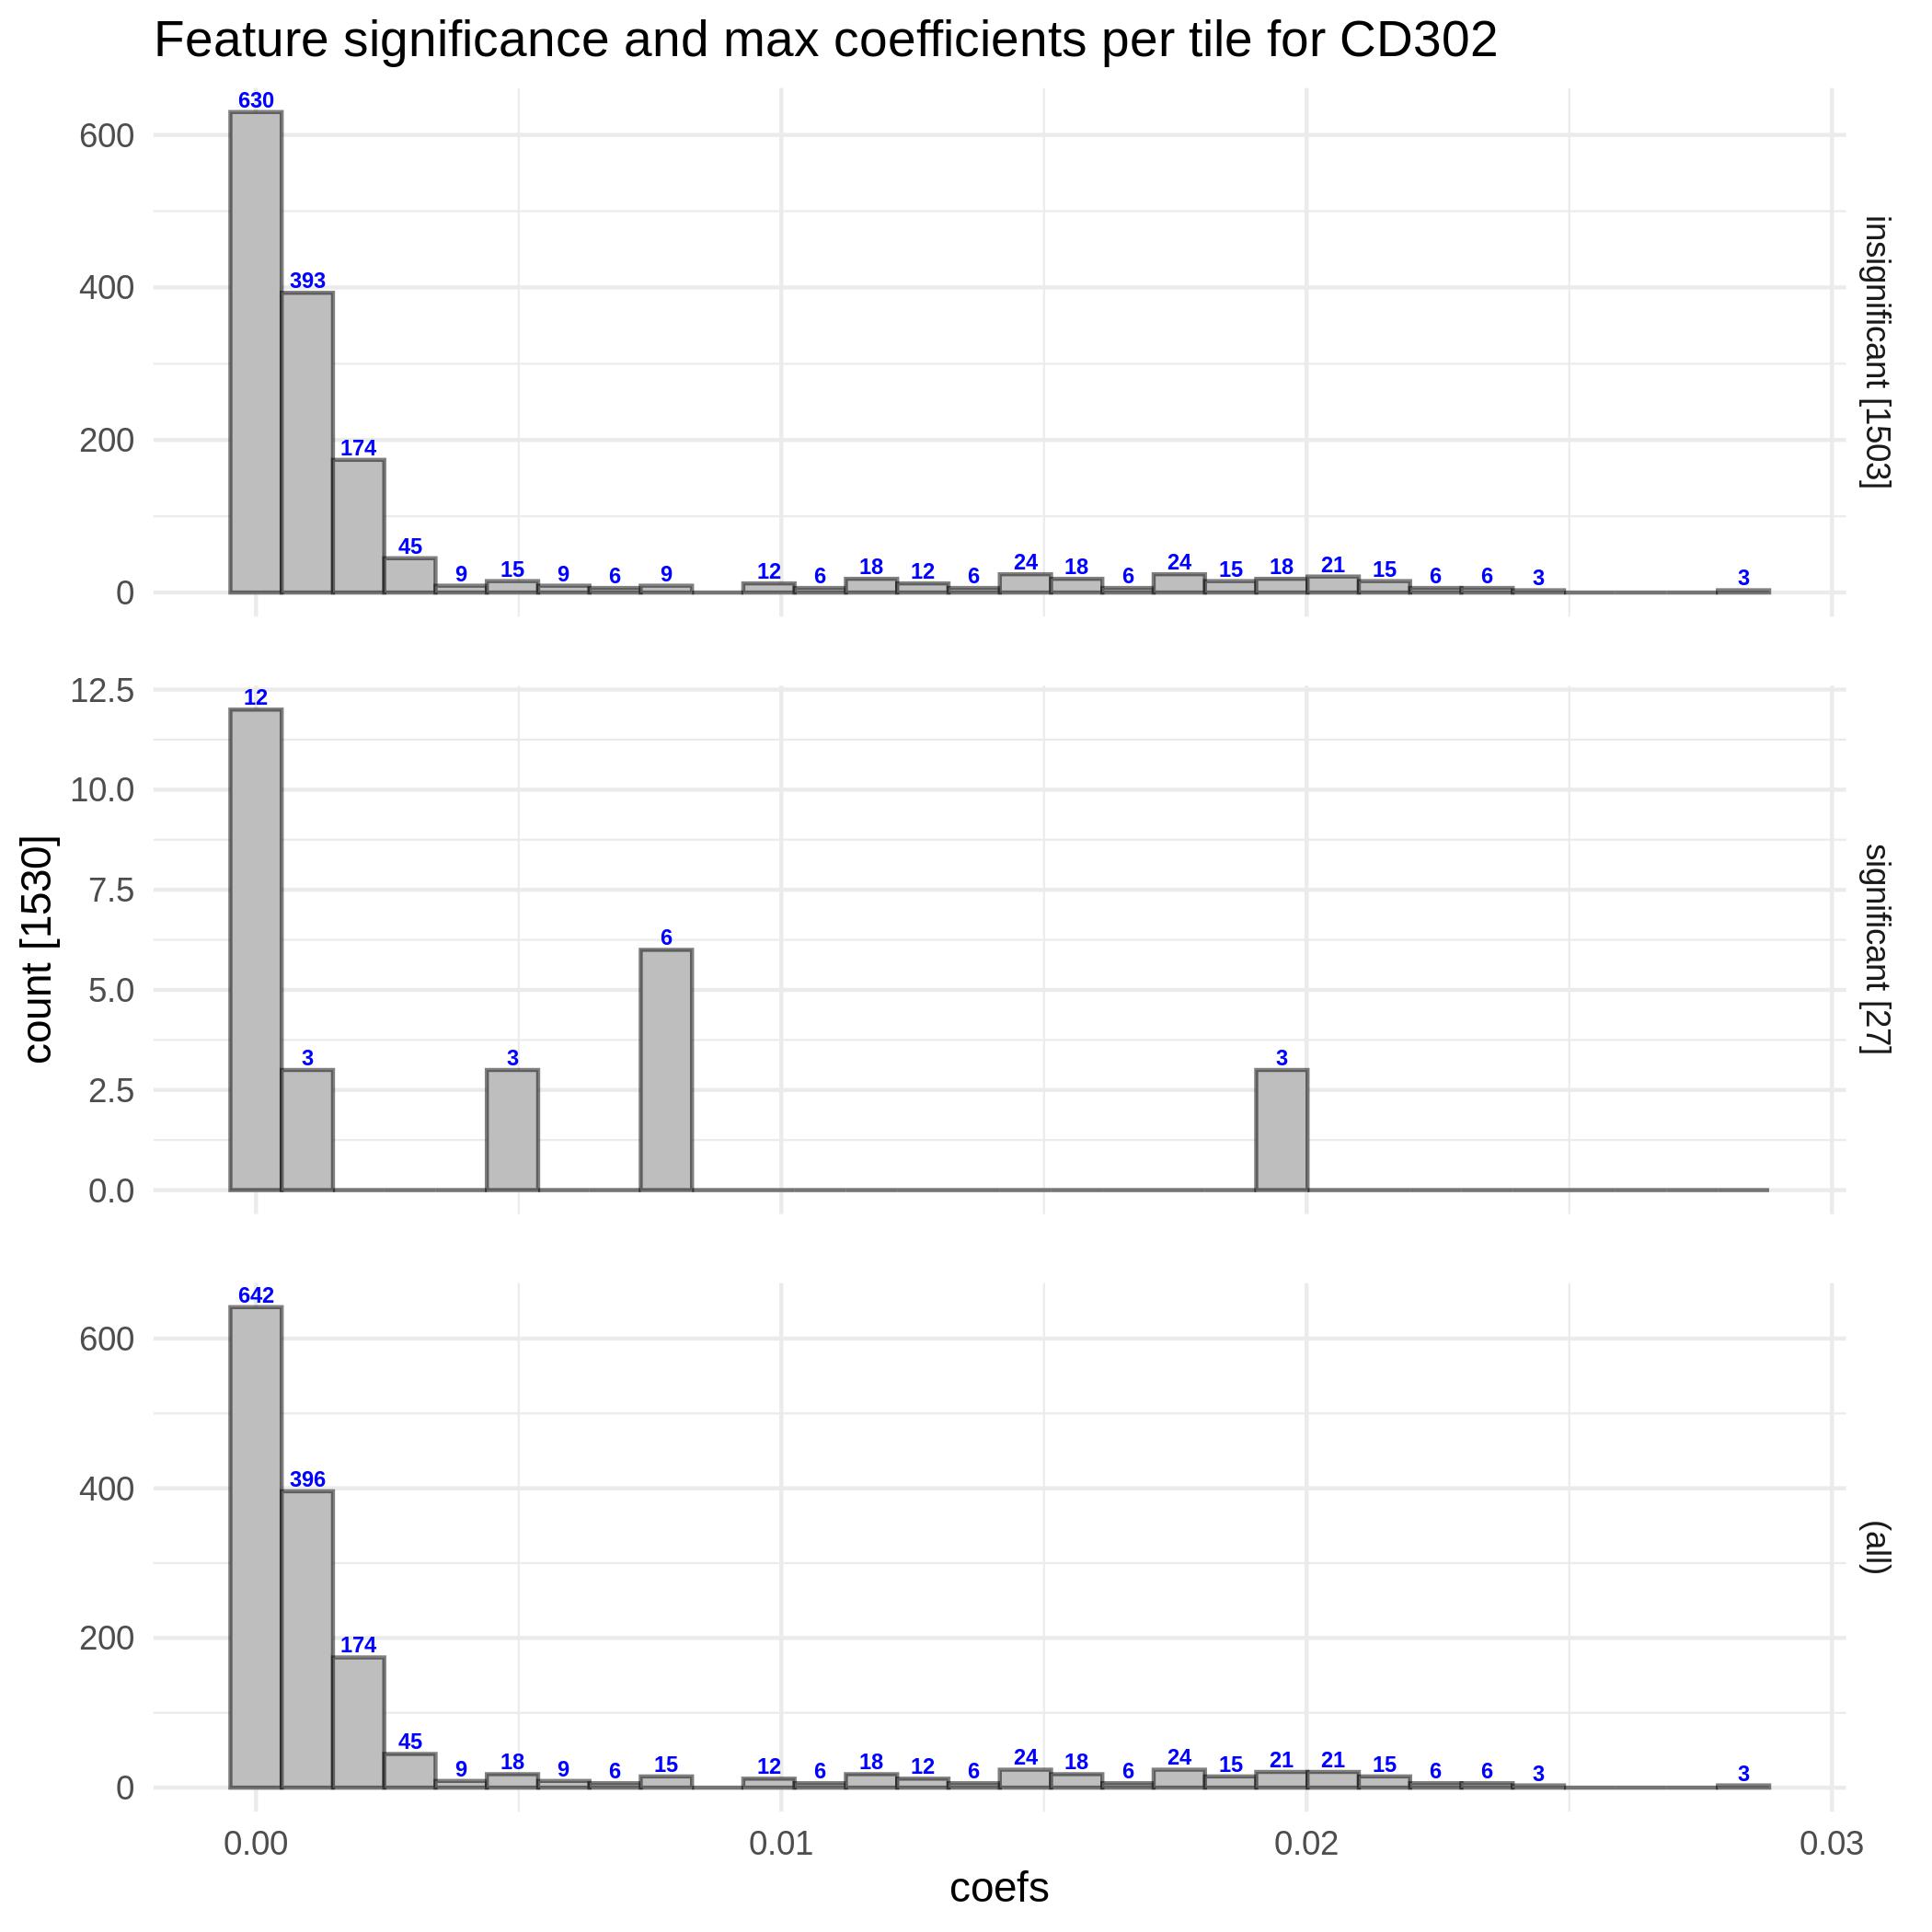 Feature significance and max coefficients per tile for CD302
630
600
393
400
insignificant [1503]
200
174
45
9 15 9 6 9 12 6 18 12 6 24 18 6 24 15 18 21 15 6 6 3 3
0
12.5
12
10.0
count [1530]
7.5
6
significant [27]
5.0
3 3 3
2.5
0.0
642
600
396
400
(all)
200
174
45
9 18 9 6 15 12 6 18 12 6 24 18 6 24 15 21 21 15 6 6 3 3
0
0.00 0.01 0.02 0.03
coefs